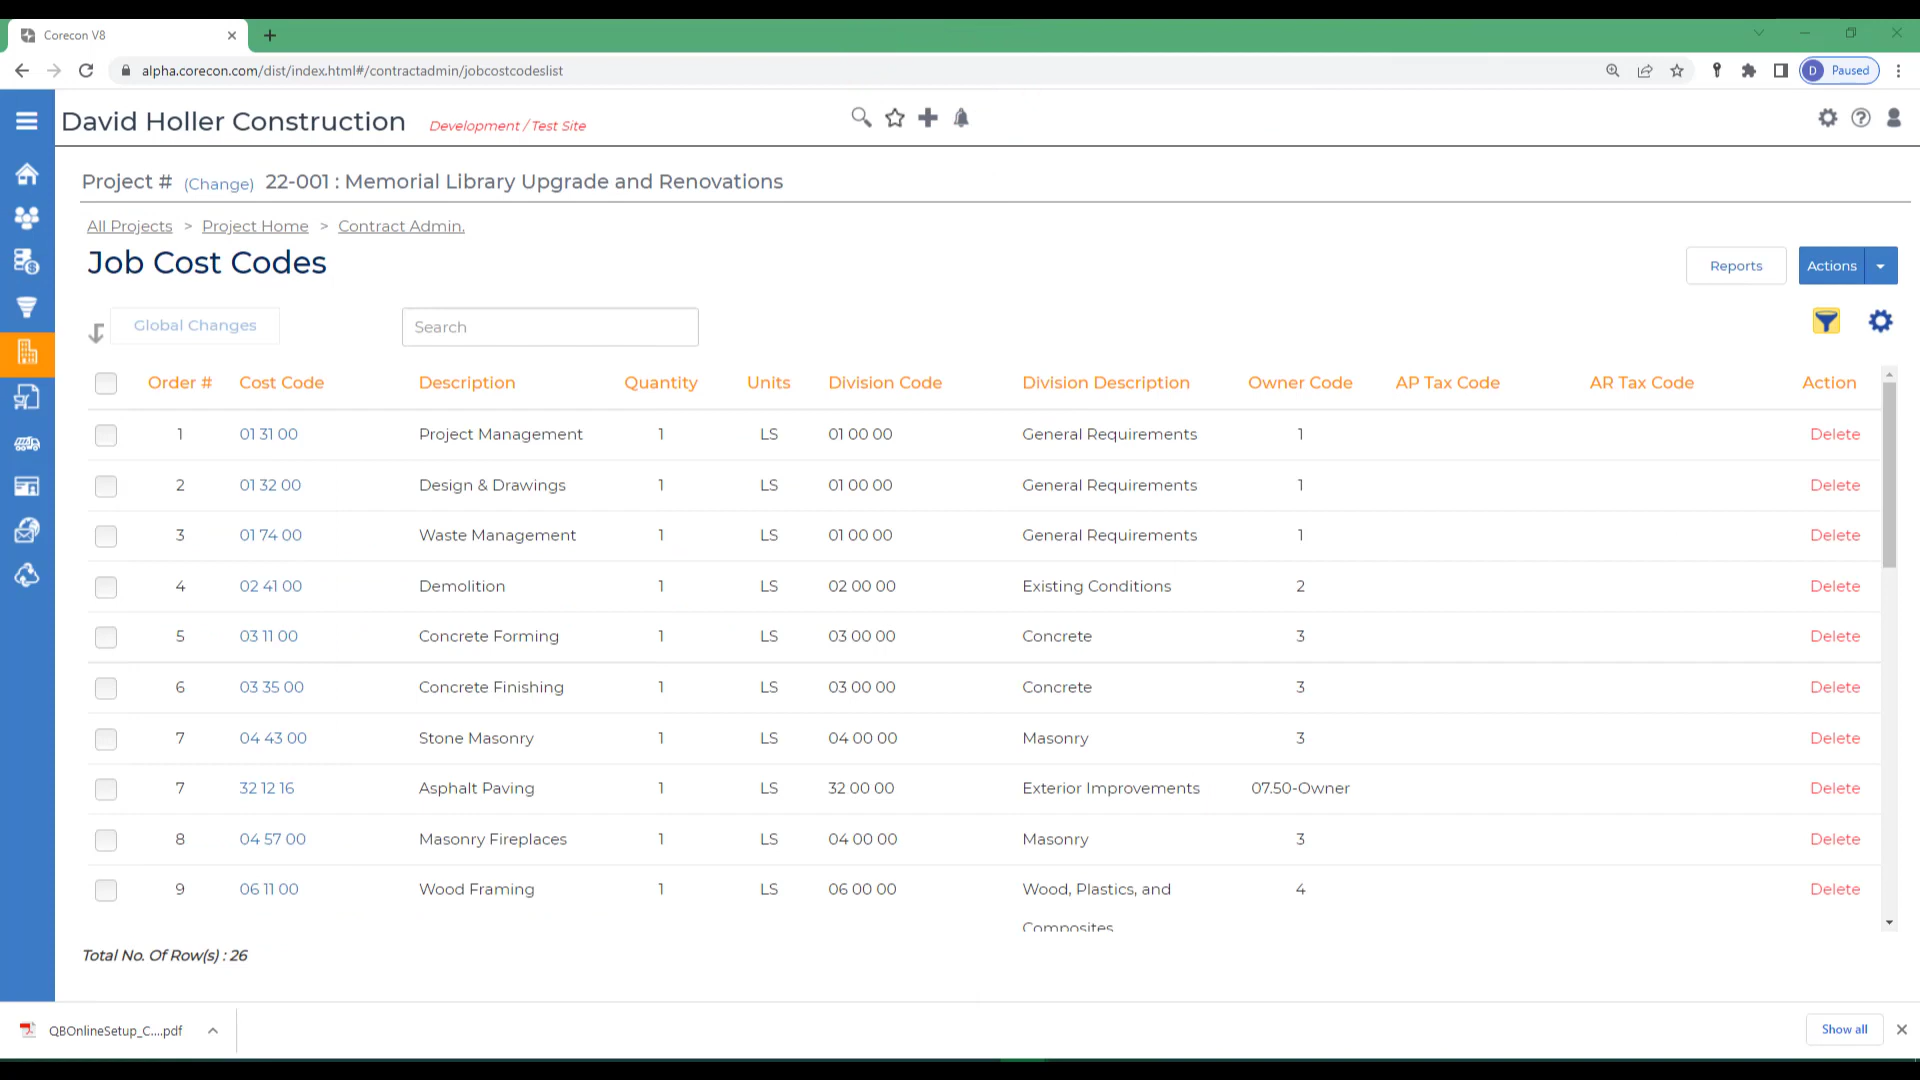 Corecon V8
alpha.corecon.com/dist/index.html#/contractadmin/jobcostcodeslist
D Paused
David Holler Construction Development / Test Site
Project # (Change) 22-001 : Memorial Library Upgrade and Renovations
All Projects > Project Home > Contract Admin.
Job Cost Codes
Reports Actions
Global Changes Search
Order # Cost Code Description Quantity Units Division Code Division Description Owner Code AP Tax Code AR Tax Code Action
1 01 31 00 Project Management 1 LS 01 00 00 General Requirements 1 Delete
2 01 32 00 Design & Drawings 1 LS 01 00 00 General Requirements 1 Delete
3 01 74 00 Waste Management 1 LS 01 00 00 General Requirements 1 Delete
4 02 41 00 Demolition 1 LS 02 00 00 Existing Conditions 2 Delete
5 03 11 00 Concrete Forming 1 LS 03 00 00 Concrete 3 Delete
6 03 35 00 Concrete Finishing 1 LS 03 00 00 Concrete 3 Delete
7 04 43 00 Stone Masonry 1 LS 04 00 00 Masonry 3 Delete
7 32 12 16 Asphalt Paving 1 LS 32 00 00 Exterior Improvements 07.50-Owner Delete
8 04 57 00 Masonry Fireplaces 1 LS 04 00 00 Masonry 3 Delete
9 06 11 00 Wood Framing 1 LS 06 00 00 Wood, Plastics, and 4 Delete
Composites
Total No. Of Row(s) : 26
QBOnlineSetup_C....pdf Show all